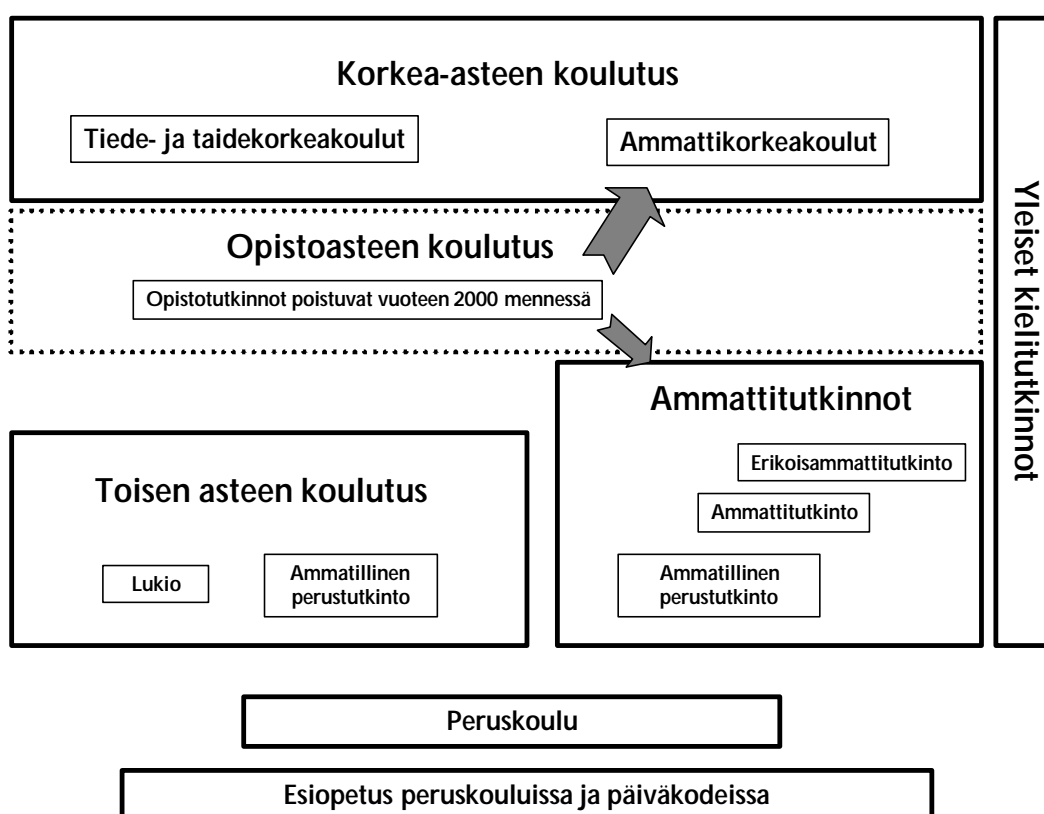 Korkea-asteen koulutus
Tiede- ja taidekorkeakoulut
Ammattikorkeakoulut
Opistoasteen koulutus
Opistotutkinnot poistuvat vuoteen 2000 mennessä
Ammattitutkinnot
Erikoisammattitutkinto
Ammattitutkinto
Ammatillinen
perustutkinto
Toisen asteen koulutus
Lukio
Ammatillinen
perustutkinto
Yleiset kielitutkinnot
Peruskoulu
Esiopetus peruskouluissa ja päiväkodeissa